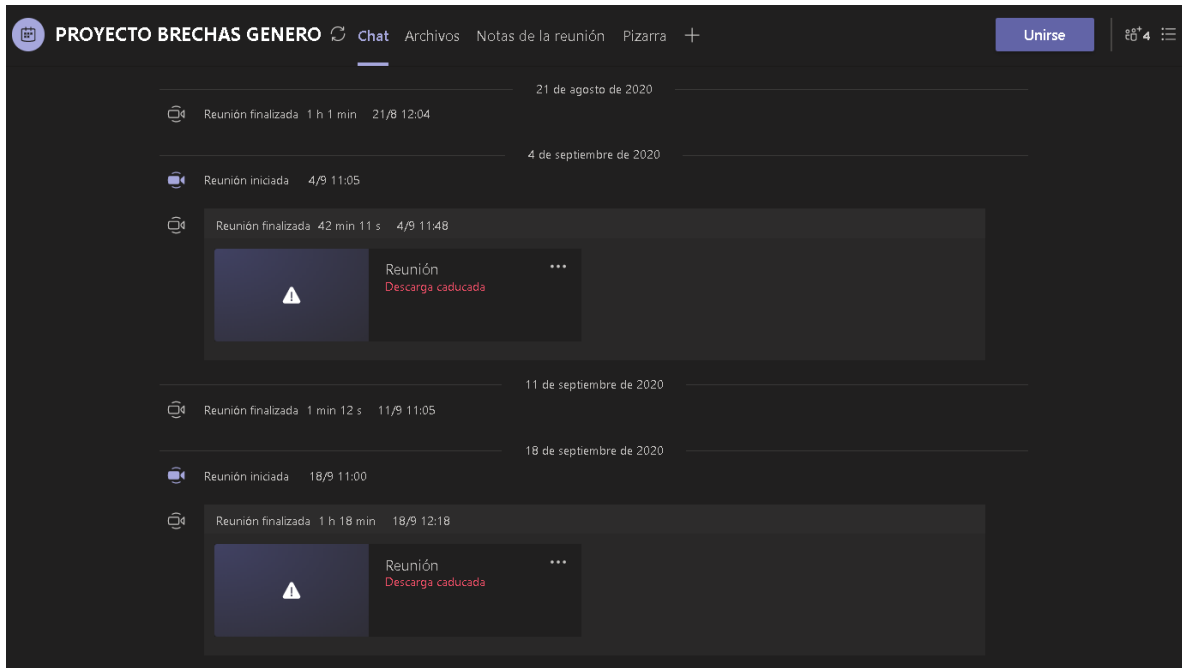 PROYECTO BRECHAS GENERO Chat Archivos Notas de la reunión Pizarra Unirse 4
21 de agosto de 2020
Reunión finalizada 1 h 1 min 21/8 12:04
4 de septiembre de 2020
Reunión iniciada 4/9 11:05
Reunión finalizada 42 min 11 s 4/9 11:48
Reunión
Descarga caducada
11 de septiembre de 2020
Reunión finalizada 1 min 12 s 11/9 11:05
18 de septiembre de 2020
Reunión iniciada 18/9 11:00
Reunión finalizada 1 h 18 min 18/9 12:18
Reunión
Descarga caducada